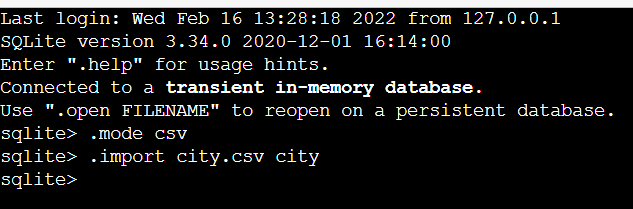 Last login: Wed Feb 16 13:28:18 2022 from 127.0.0.1
SQLite version 3.34.0 2020-12-01 16:14:00
Enter ".help" for usage hints.
Connected to a transient in-memory database.
Use ".open FILENAME" to reopen on a persistent database.
sqlite> .mode csv
sqlite> .import city.csv city
sqlite>